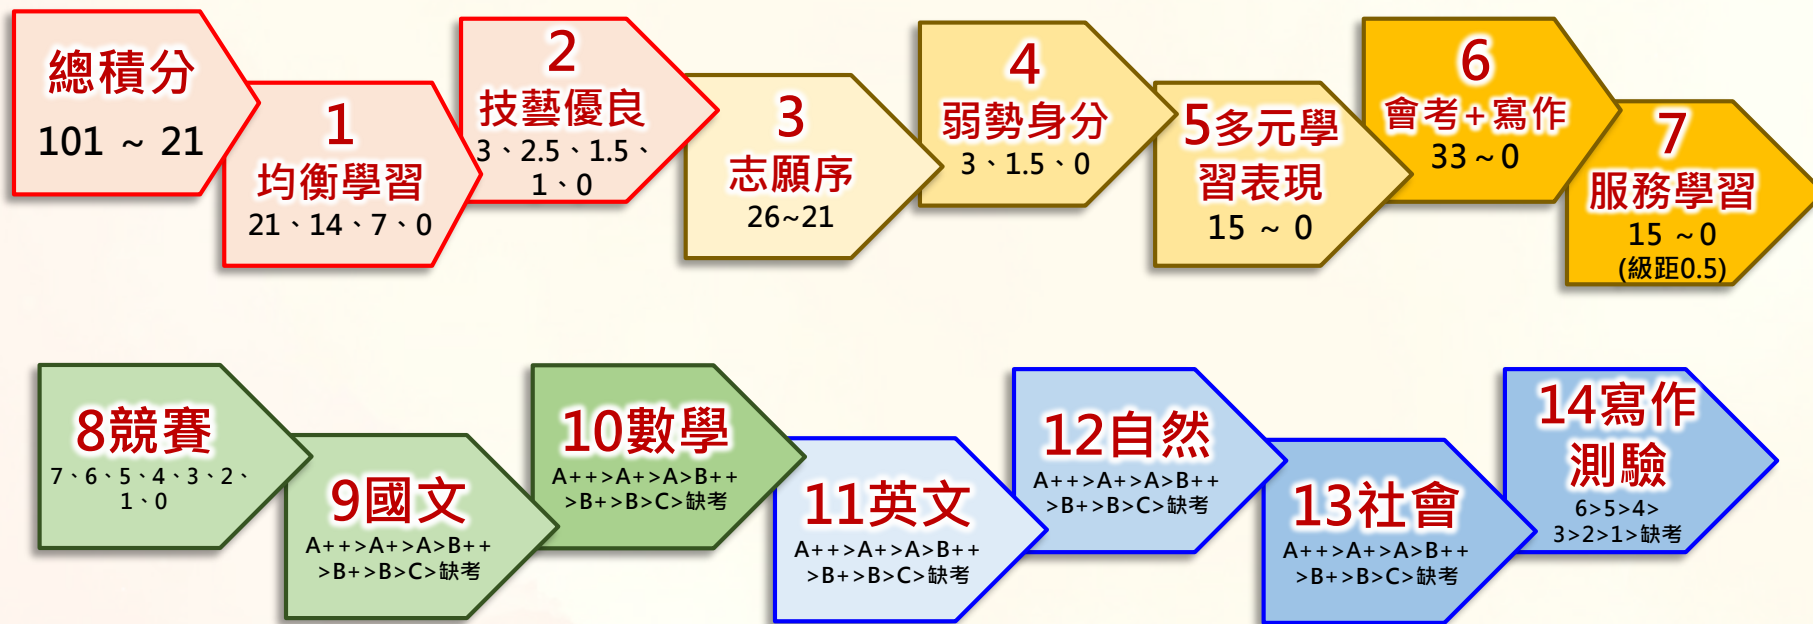 總積分
101 ~ 21
1
均衡學習
21、14、7、0
2
技藝優良
3、2.5、1.5、
1、0
3
志願序
26~21
4
弱勢身分
3、1.5、0
5多元學
習表現
15 ~ 0
6
會考+寫作
33~0
7
服務學習
15 ~0
(級距0.5)
8競賽
7、6、5、4、3、2、
1、0
9國文
A++>A+>A>B++
>B+>B>C>缺考
10數學
A++>A+>A>B++
>B+>B>C>缺考
11英文
A++>A+>A>B++
>B+>B>C>缺考
12自然
A++>A+>A>B++
>B+>B>C>缺考
13社會
A++>A+>A>B++
>B+>B>C>缺考
14寫作
測驗
6>5>4>
3>2>1>缺考